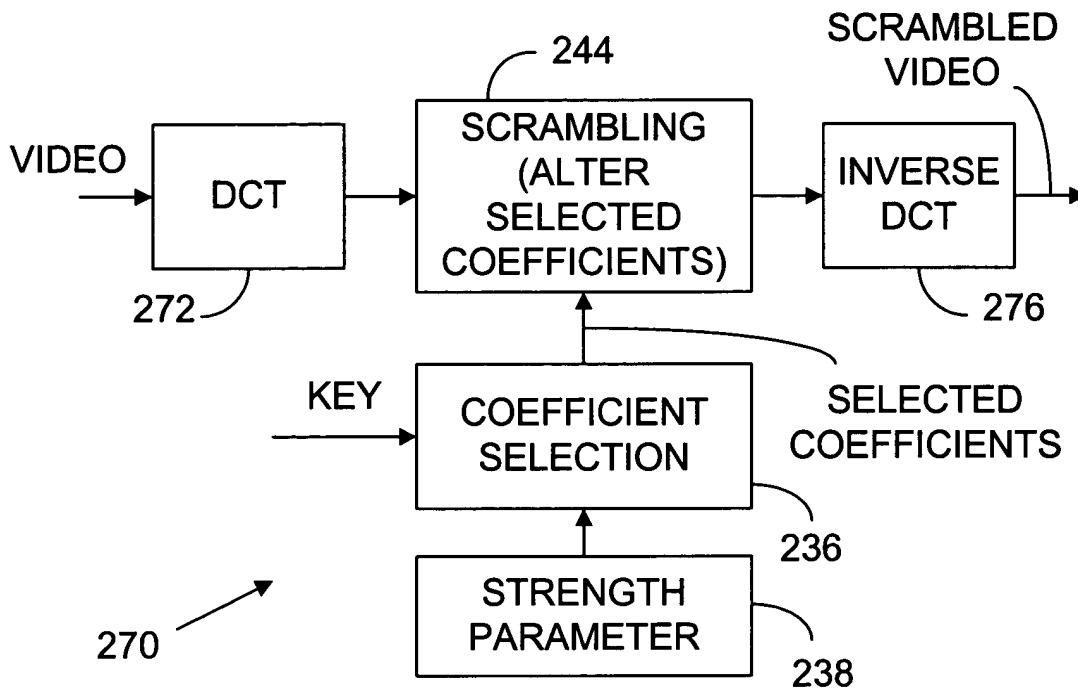 SCRAMBLED
VIDEO
244
VIDEO
DCT
SCRAMBLING
(ALTER
SELECTED
COEFFICIENTS)
INVERSE
DCT
272
276
KEY
COEFFICIENT
SELECTION
SELECTED
COEFFICIENTS
236
STRENGTH
PARAMETER
270
238